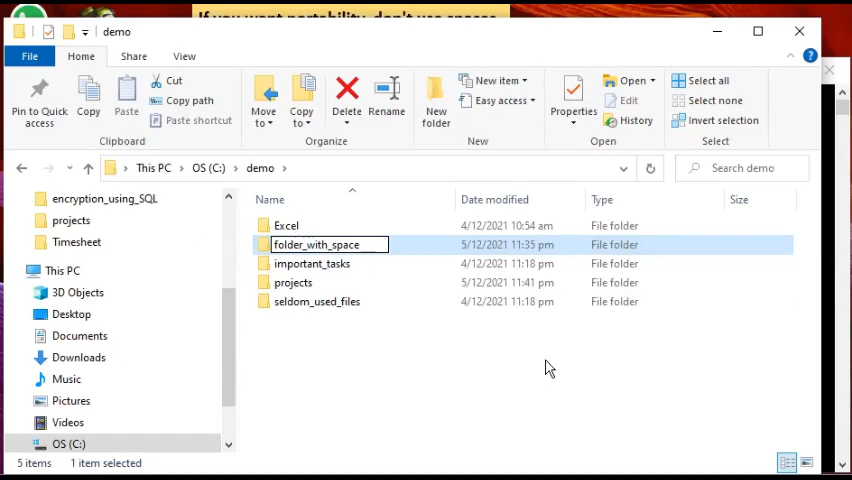 If you want portability, don't use spaces
demo
File Home Share View
Pin to Quick access
Copy
Paste
Cut
Copy path
Paste shortcut
Move to
Copy to
Delete
Rename
New folder
New item
Easy access
Properties
Open
Edit
History
Select all
Select none
Invert selection
Clipboard Organize New Open Select
This PC OS (C:) demo
Search demo
Name Date modified Type Size
encryption_using_SQL
projects
Timesheet
This PC
3D Objects
Desktop
Documents
Downloads
Music
Pictures
Videos
OS (C:)
Excel 4/12/2021 10:54 am File folder
folder_with_space 5/12/2021 11:35 pm File folder
important_tasks 4/12/2021 11:18 pm File folder
projects 5/12/2021 11:41 pm File folder
seldom_used_files 4/12/2021 11:18 pm File folder
5 items 1 item selected